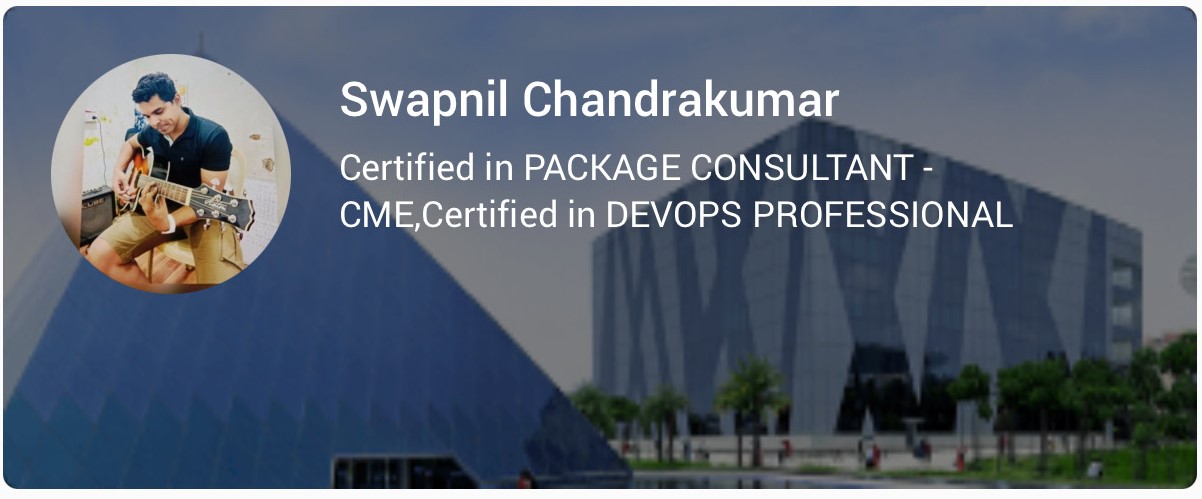 Swapnil Chandrakumar
Certified in PACKAGE CONSULTANT -
CME,Certified in DEVOPS PROFESSIONAL